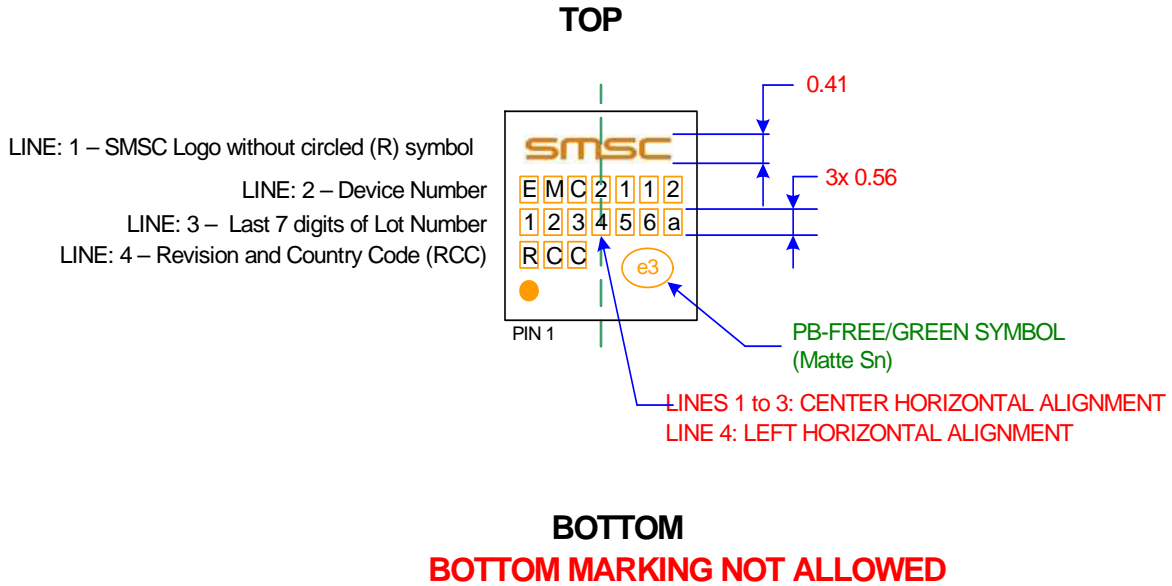 TOP
0.41
LINE: 1 – SMSC Logo without circled (R) symbol
SMSC
3x 0.56
LINE: 2 – Device Number
EMC2112
LINE: 3 – Last 7 digits of Lot Number
123456a
LINE: 4 – Revision and Country Code (RCC)
RCC
e3
PIN 1
PB-FREE/GREEN SYMBOL
(Matte Sn)
LINES 1 to 3: CENTER HORIZONTAL ALIGNMENT
LINE 4: LEFT HORIZONTAL ALIGNMENT
BOTTOM
BOTTOM MARKING NOT ALLOWED